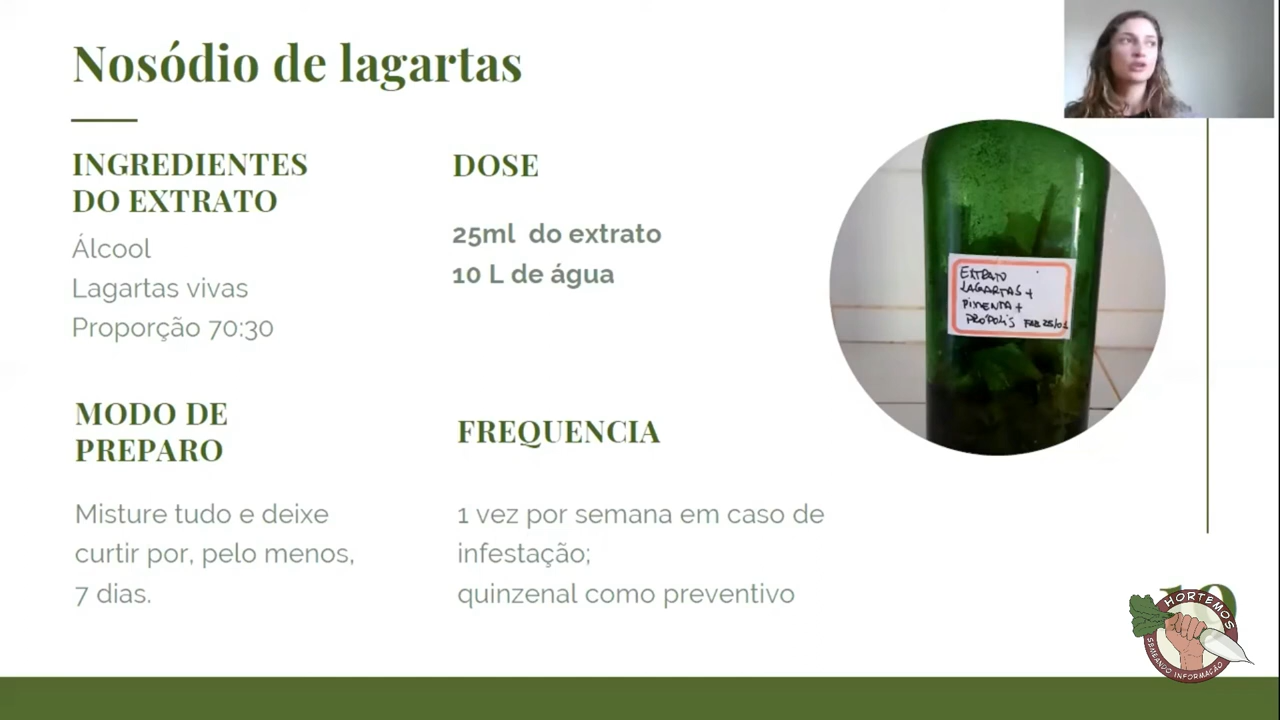 Nosódio de lagartas
INGREDIENTES
DO EXTRATO
Álcool
Lagartas vivas
Proporção 70:30
DOSE
25ml do extrato
10 L de água
MODO DE
PREPARO
Misture tudo e deixe
curtir por, pelo menos,
7 dias.
FREQUENCIA
1 vez por semana em caso de
infestação;
quinzenal como preventivo
EXTRATO
LAGARTAS +
PIMENTA +
PRÓPOLIS
HORTEMOS
SEMEANDO INFORMAÇÃO